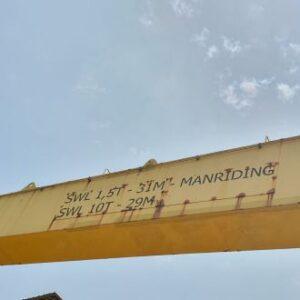 SWL 1,5T - 31M - MANRIDING
SWL 10T - 29M